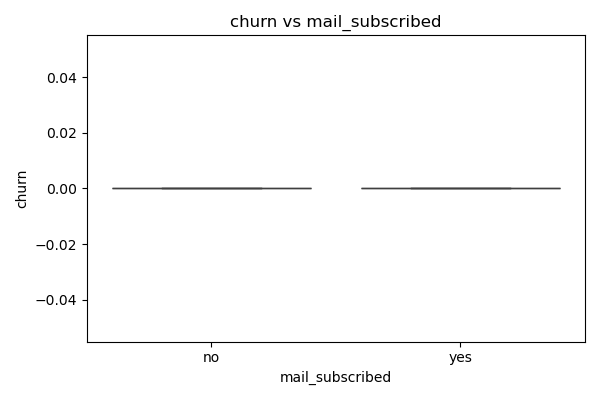 churn vs mail_subscribed
0.04
0.02
0.00
−0.02
−0.04
churn
no yes
mail_subscribed